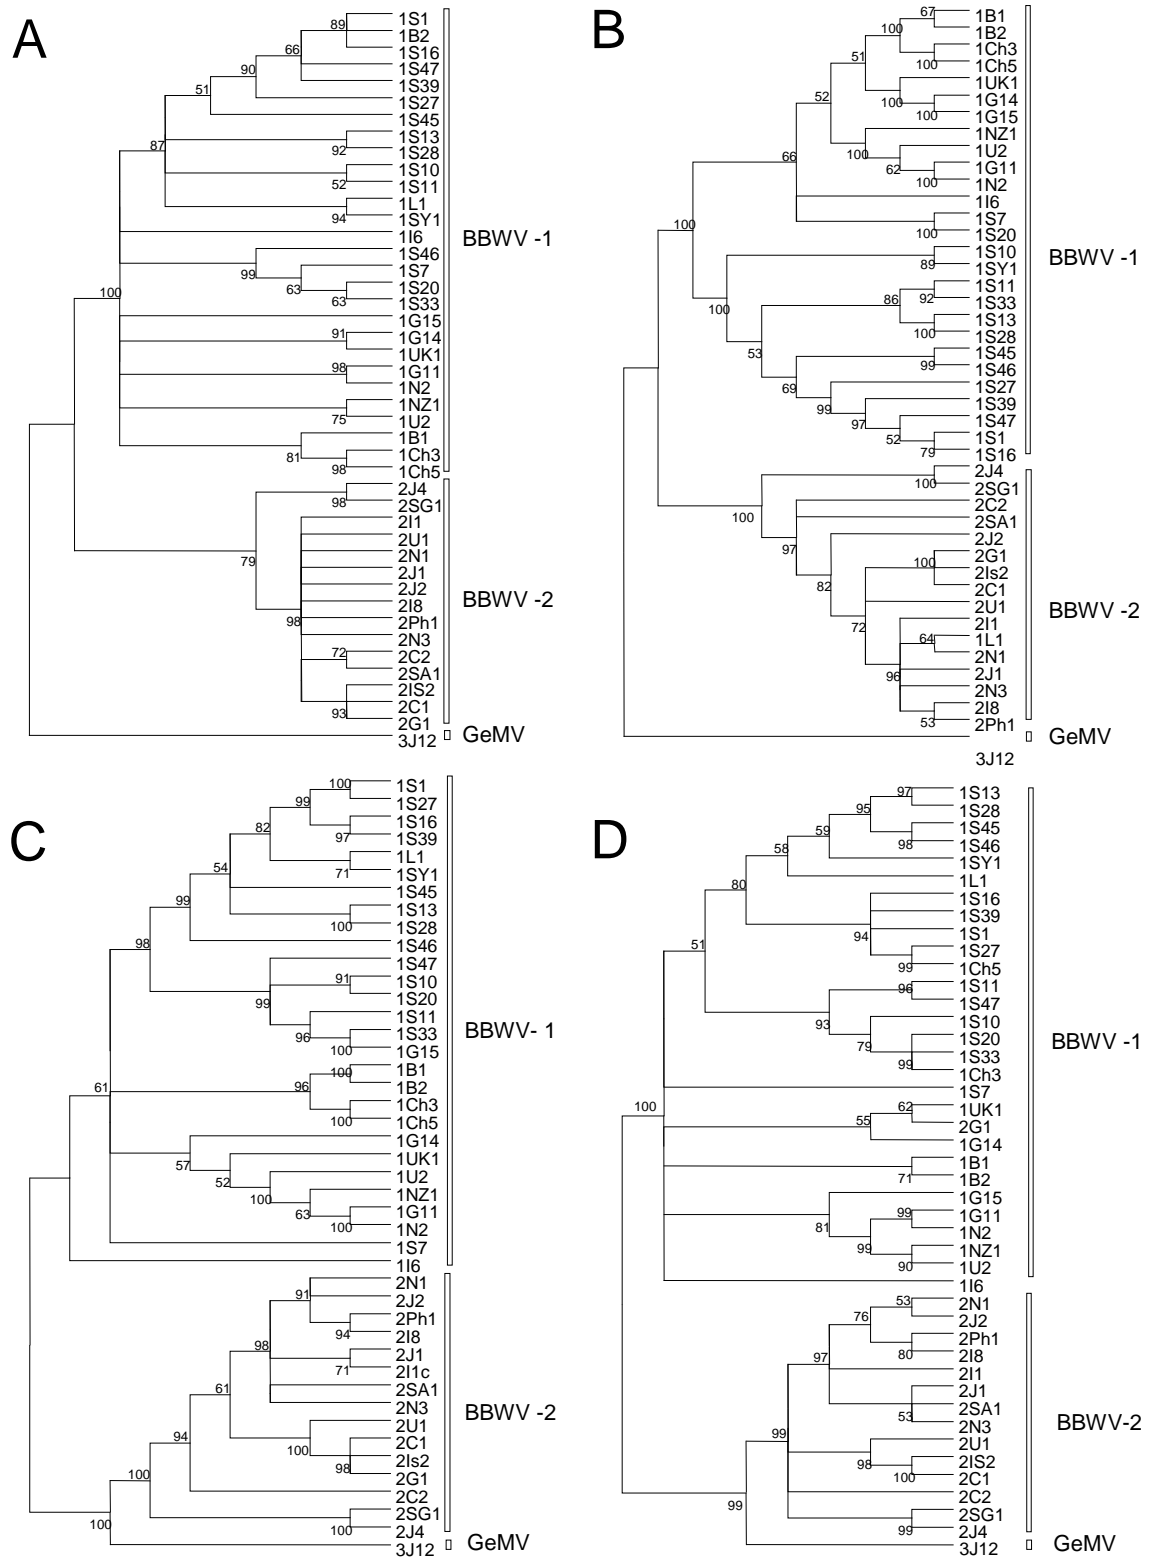 A
89
1S1
1B2
1S16
66
1S47
90
1S39
51
1S27
1S45
87
1S13
92
1S28
1S10
52
1S11
1L1
94
1SY1
1I6
1S46
99
1S7
63
1S20
63
1S33
100
1G15
91
1G14
1UK1
98
1G11
1N2
1NZ1
75
1U2
1B1
81
1Ch3
98
1Ch5
BBWV -1
2J4
98
2SG1
2I1
2U1
2N1
79
2J1
2J2
2I8
98
2Ph1
2N3
72
2C2
2SA1
2IS2
93
2C1
2G1
BBWV -2
3J12
GeMV
B
67
1B1
100
1B2
1Ch3
100
1Ch5
51
1UK1
100
1G14
100
1G15
52
1NZ1
100
1U2
62
1G11
100
1N2
66
1I6
1S7
100
1S20
100
1S10
89
1SY1
100
1S11
86
92
1S33
1S13
100
1S28
53
1S45
99
1S46
69
1S27
99
1S39
97
1S47
52
1S1
79
1S16
BBWV -1
2J4
100
2SG1
100
2C2
2SA1
97
2J2
100
2G1
2Is2
82
2C1
2U1
72
2I1
64
1L1
2N1
96
2J1
2N3
2I8
53
2Ph1
BBWV -2
GeMV
3J12
C
100
1S1
99
1S27
1S16
97
1S39
82
1L1
71
1SY1
54
1S45
99
1S13
100
1S28
98
1S46
1S47
91
1S10
99
1S20
1S11
96
1S33
100
1G15
61
100
1B1
96
1B2
1Ch3
100
1Ch5
1G14
57
1UK1
52
1U2
100
1NZ1
63
1G11
100
1N2
1S7
1I6
BBWV- 1
2N1
91
2J2
2Ph1
94
2I8
98
2J1
71
2I1c
61
2SA1
2N3
2U1
94
100
2C1
2Is2
98
2G1
100
2C2
2SG1
100
100
2J4
BBWV -2
3J12
GeMV
D
97
1S13
95
1S28
59
1S45
98
1S46
58
1SY1
80
1L1
1S16
1S39
94
1S1
51
1S27
99
1Ch5
96
1S11
1S47
93
1S10
79
1S20
99
1S33
1Ch3
1S7
100
62
1UK1
55
2G1
1G14
1B1
71
1B2
1G15
81
99
1G11
1N2
99
1NZ1
90
1U2
1I6
BBWV -1
53
2N1
76
2J2
2Ph1
80
2I8
97
2I1
2J1
2SA1
53
2N3
99
2U1
98
2IS2
100
2C1
2C2
99
2SG1
99
2J4
BBWV-2
3J12
GeMV